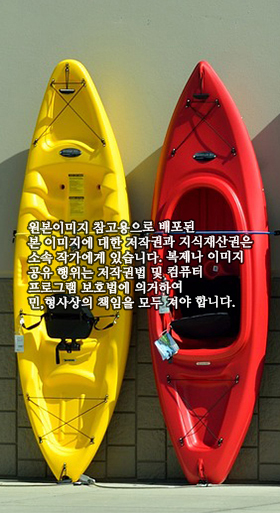 원본이미지 참고용으로 배포된
본 이미지에 대한 저작권과 지식재산권은
소속 작가에게 있습니다. 복제나 이미지
공유 행위는 저작권법 및 컴퓨터
프로그램 보호법에 의거하여
민,형사상의 책임을 모두 져야 합니다.